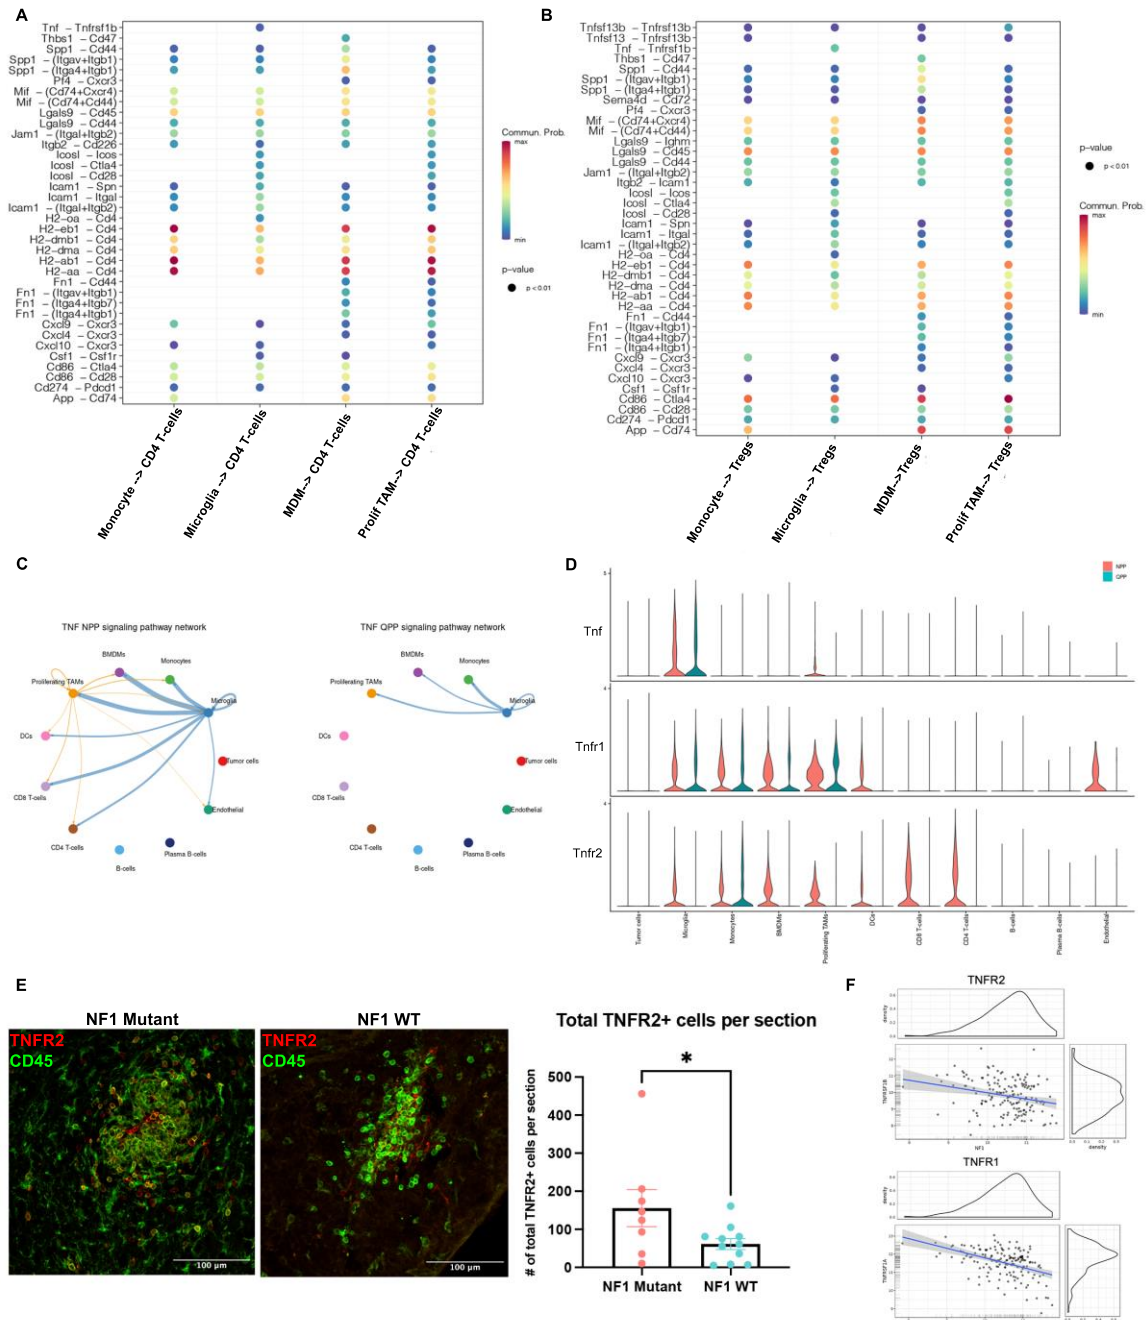 A
Tnf - Tnfrsf1b
Thbs1 - Cd47
Spp1 - Cd44
Spp1 - (Itgav+Itgb1)
Spp1 - (Itga4+Itgb1)
Pf4 - Cxcr3
Mif - (Cd74+Cxcr4)
Mif - (Cd74+Cd44)
Lgals9 - Cd45
Lgals9 - Cd44
Jam1 - (Itgal+Itgb2)
Itgb2 - Cd226
Icosl - Icos
Icosl - Ctla4
Icosl - Cd28
Icam1 - Spn
Icam1 - Itgal
Icam1 - (Itgal+Itgb2)
H2-oa - Cd4
H2-eb1 - Cd4
H2-dmb1 - Cd4
H2-dma - Cd4
H2-ab1 - Cd4
H2-aa - Cd4
Fn1 - Cd44
Fn1 - (Itgav+Itgb1)
Fn1 - (Itga4+Itgb7)
Fn1 - (Itga4+Itgb1)
Cxcl9 - Cxcr3
Cxcl4 - Cxcr3
Cxcl10 - Cxcr3
Csf1 - Csf1r
Cd86 - Ctla4
Cd86 - Cd28
Cd274 - Pdcd1
App - Cd74
Monocyte --> CD4 T-cells
Microglia --> CD4 T-cells
MDM--> CD4 T-cells
Prolif TAM--> CD4 T-cells
Commun. Prob.
max
min
p-value
p < 0.01
B
Tnfsf13b - Tnfrsf13b
Tnfsf13 - Tnfrsf13b
Tnf - Tnfrsf1b
Thbs1 - Cd47
Spp1 - Cd44
Spp1 - (Itgav+Itgb1)
Spp1 - (Itga4+Itgb1)
Sema4d - Cd72
Pf4 - Cxcr3
Mif - (Cd74+Cxcr4)
Mif - (Cd74+Cd44)
Lgals9 - Ighm
Lgals9 - Cd45
Lgals9 - Cd44
Jam1 - (Itgal+Itgb2)
Itgb2 - Icam1
Icosl - Icos
Icosl - Ctla4
Icosl - Cd28
Icam1 - Spn
Icam1 - Itgal
Icam1 - (Itgal+Itgb2)
H2-oa - Cd4
H2-eb1 - Cd4
H2-dmb1 - Cd4
H2-dma - Cd4
H2-ab1 - Cd4
H2-aa - Cd4
Fn1 - Cd44
Fn1 - (Itgav+Itgb1)
Fn1 - (Itga4+Itgb7)
Fn1 - (Itga4+Itgb1)
Cxcl9 - Cxcr3
Cxcl4 - Cxcr3
Cxcl10 - Cxcr3
Csf1 - Csf1r
Cd86 - Ctla4
Cd86 - Cd28
Cd274 - Pdcd1
App - Cd74
Monocyte --> Tregs
Microglia --> Tregs
MDM-->Tregs
Prolif TAM--> Tregs
p-value
p < 0.01
Commun. Prob.
max
min
C
TNF NPP signaling pathway network
BMDMs
Monocytes
Proliferating TAMs
Microglia
DCs
Tumor cells
CD8 T-cells
Endothelial
CD4 T-cells
Plasma B-cells
B-cells
TNF QPP signaling pathway network
BMDMs
Monocytes
Proliferating TAMs
Microglia
DCs
Tumor cells
CD8 T-cells
Endothelial
CD4 T-cells
Plasma B-cells
B-cells
D
NPP
QPP
5
Tnf
4
Tnfr1
4
Tnfr2
Tumor cells
Microglia
Monocytes
BMDMs
Proliferating TAMs
DCs
CD8 T-cells
CD4 T-cells
B-cells
Plasma B-cells
Endothelial
E
NF1 Mutant
TNFR2
CD45
100 μm
NF1 WT
TNFR2
CD45
100 μm
Total TNFR2+ cells per section
*
# of total TNFR2+ cells per section
500
400
300
200
100
0
NF1 Mutant
NF1 WT
F
TNFR2
density
TNFRSF1B
NF1
density
TNFR1
density
TNFRSF1A